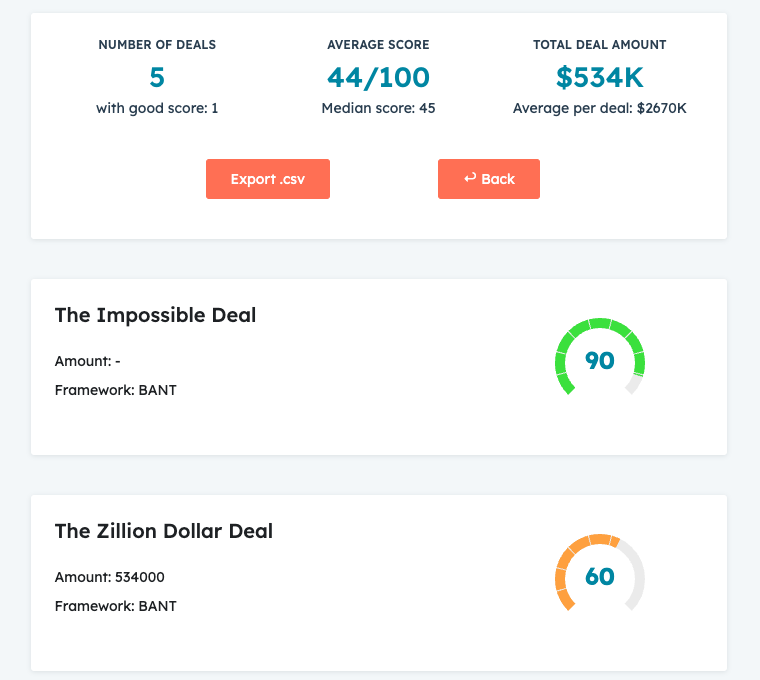 NUMBER OF DEALS
5
with good score: 1
AVERAGE SCORE
44/100
Median score: 45
TOTAL DEAL AMOUNT
$534K
Average per deal: $2670K
Export .csv
↩ Back
The Impossible Deal
Amount: -
Framework: BANT
90
The Zillion Dollar Deal
Amount: 534000
Framework: BANT
60